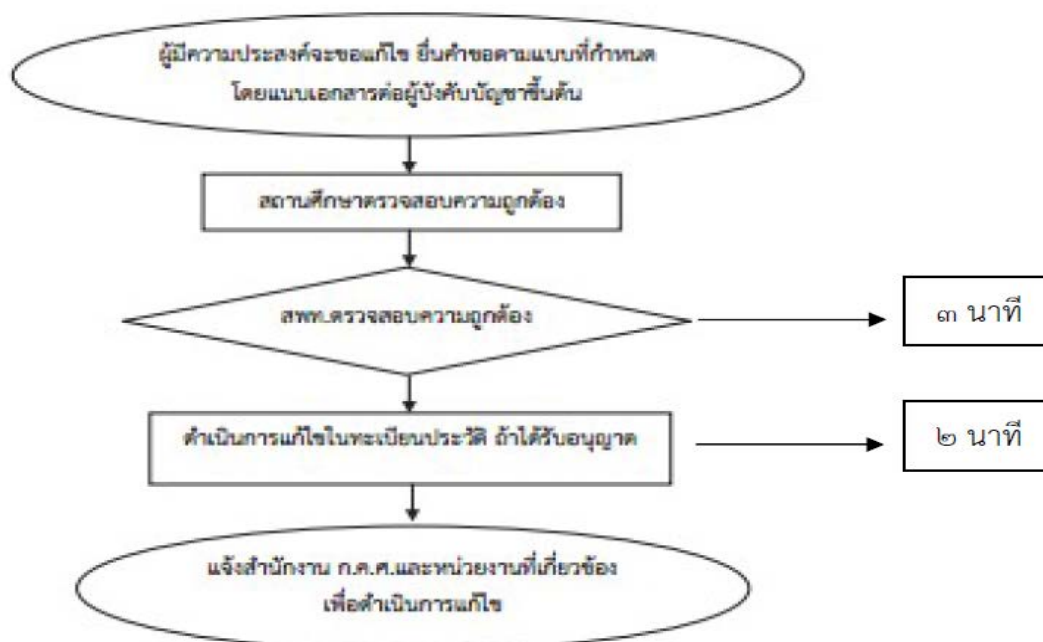 ผู้มีความประสงค์จะขอแก้ไข ยื่นคำขอตามแบบที่กำหนด
โดยแนบเอกสารต่อผู้บังคับบัญชาชั้นต้น
สถานศึกษาตรวจสอบความถูกต้อง
สพท.ตรวจสอบความถูกต้อง
๓ นาที
ดำเนินการแก้ไขในทะเบียนประวัติ ถ้าได้รับอนุญาต
๒ นาที
แจ้งสำนักงาน ก.ค.ศ.และหน่วยงานที่เกี่ยวข้อง
เพื่อดำเนินการแก้ไข